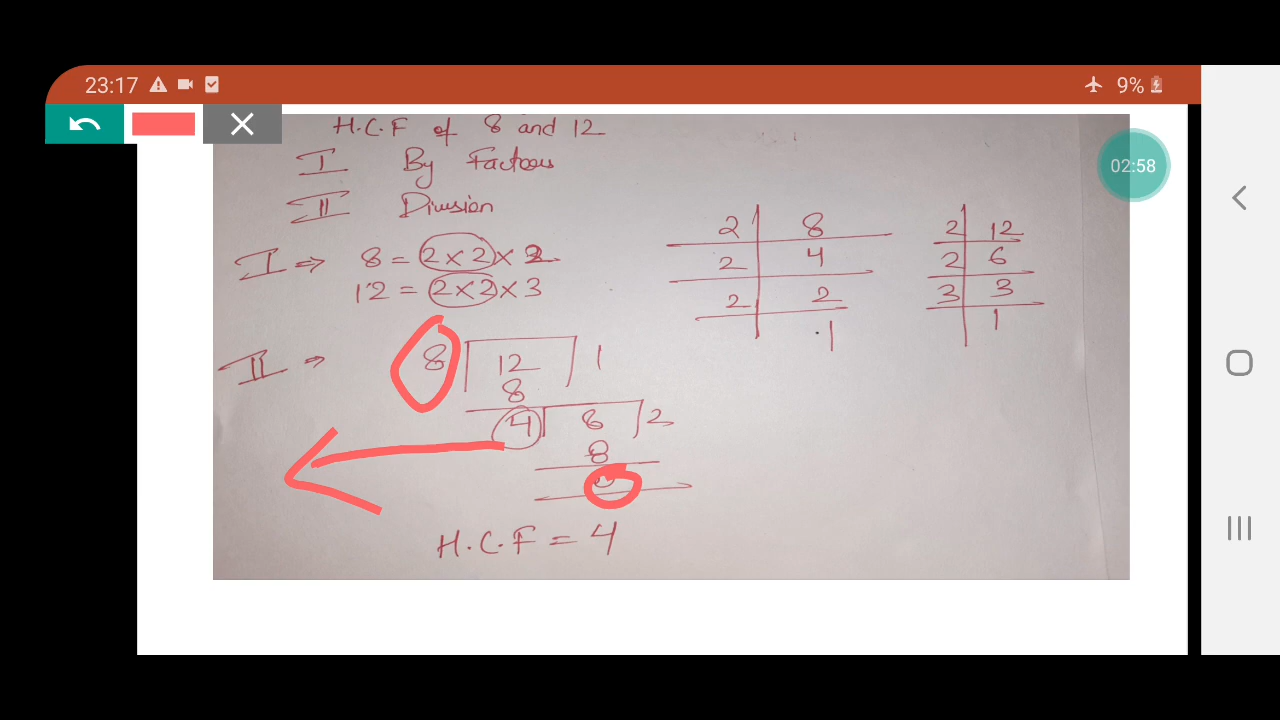 23:17 9%
02:58
H.C.F of 8 and 12
I By Factors
II Division
I ⇒ 8 = 2 × 2 × 2
12 = 2 × 2 × 3
2 8
2 4
2 2
1
2 12
2 6
3 3
1
II ⇒ 8 12 1
8
4 8 2
8
0
H.C.F = 4